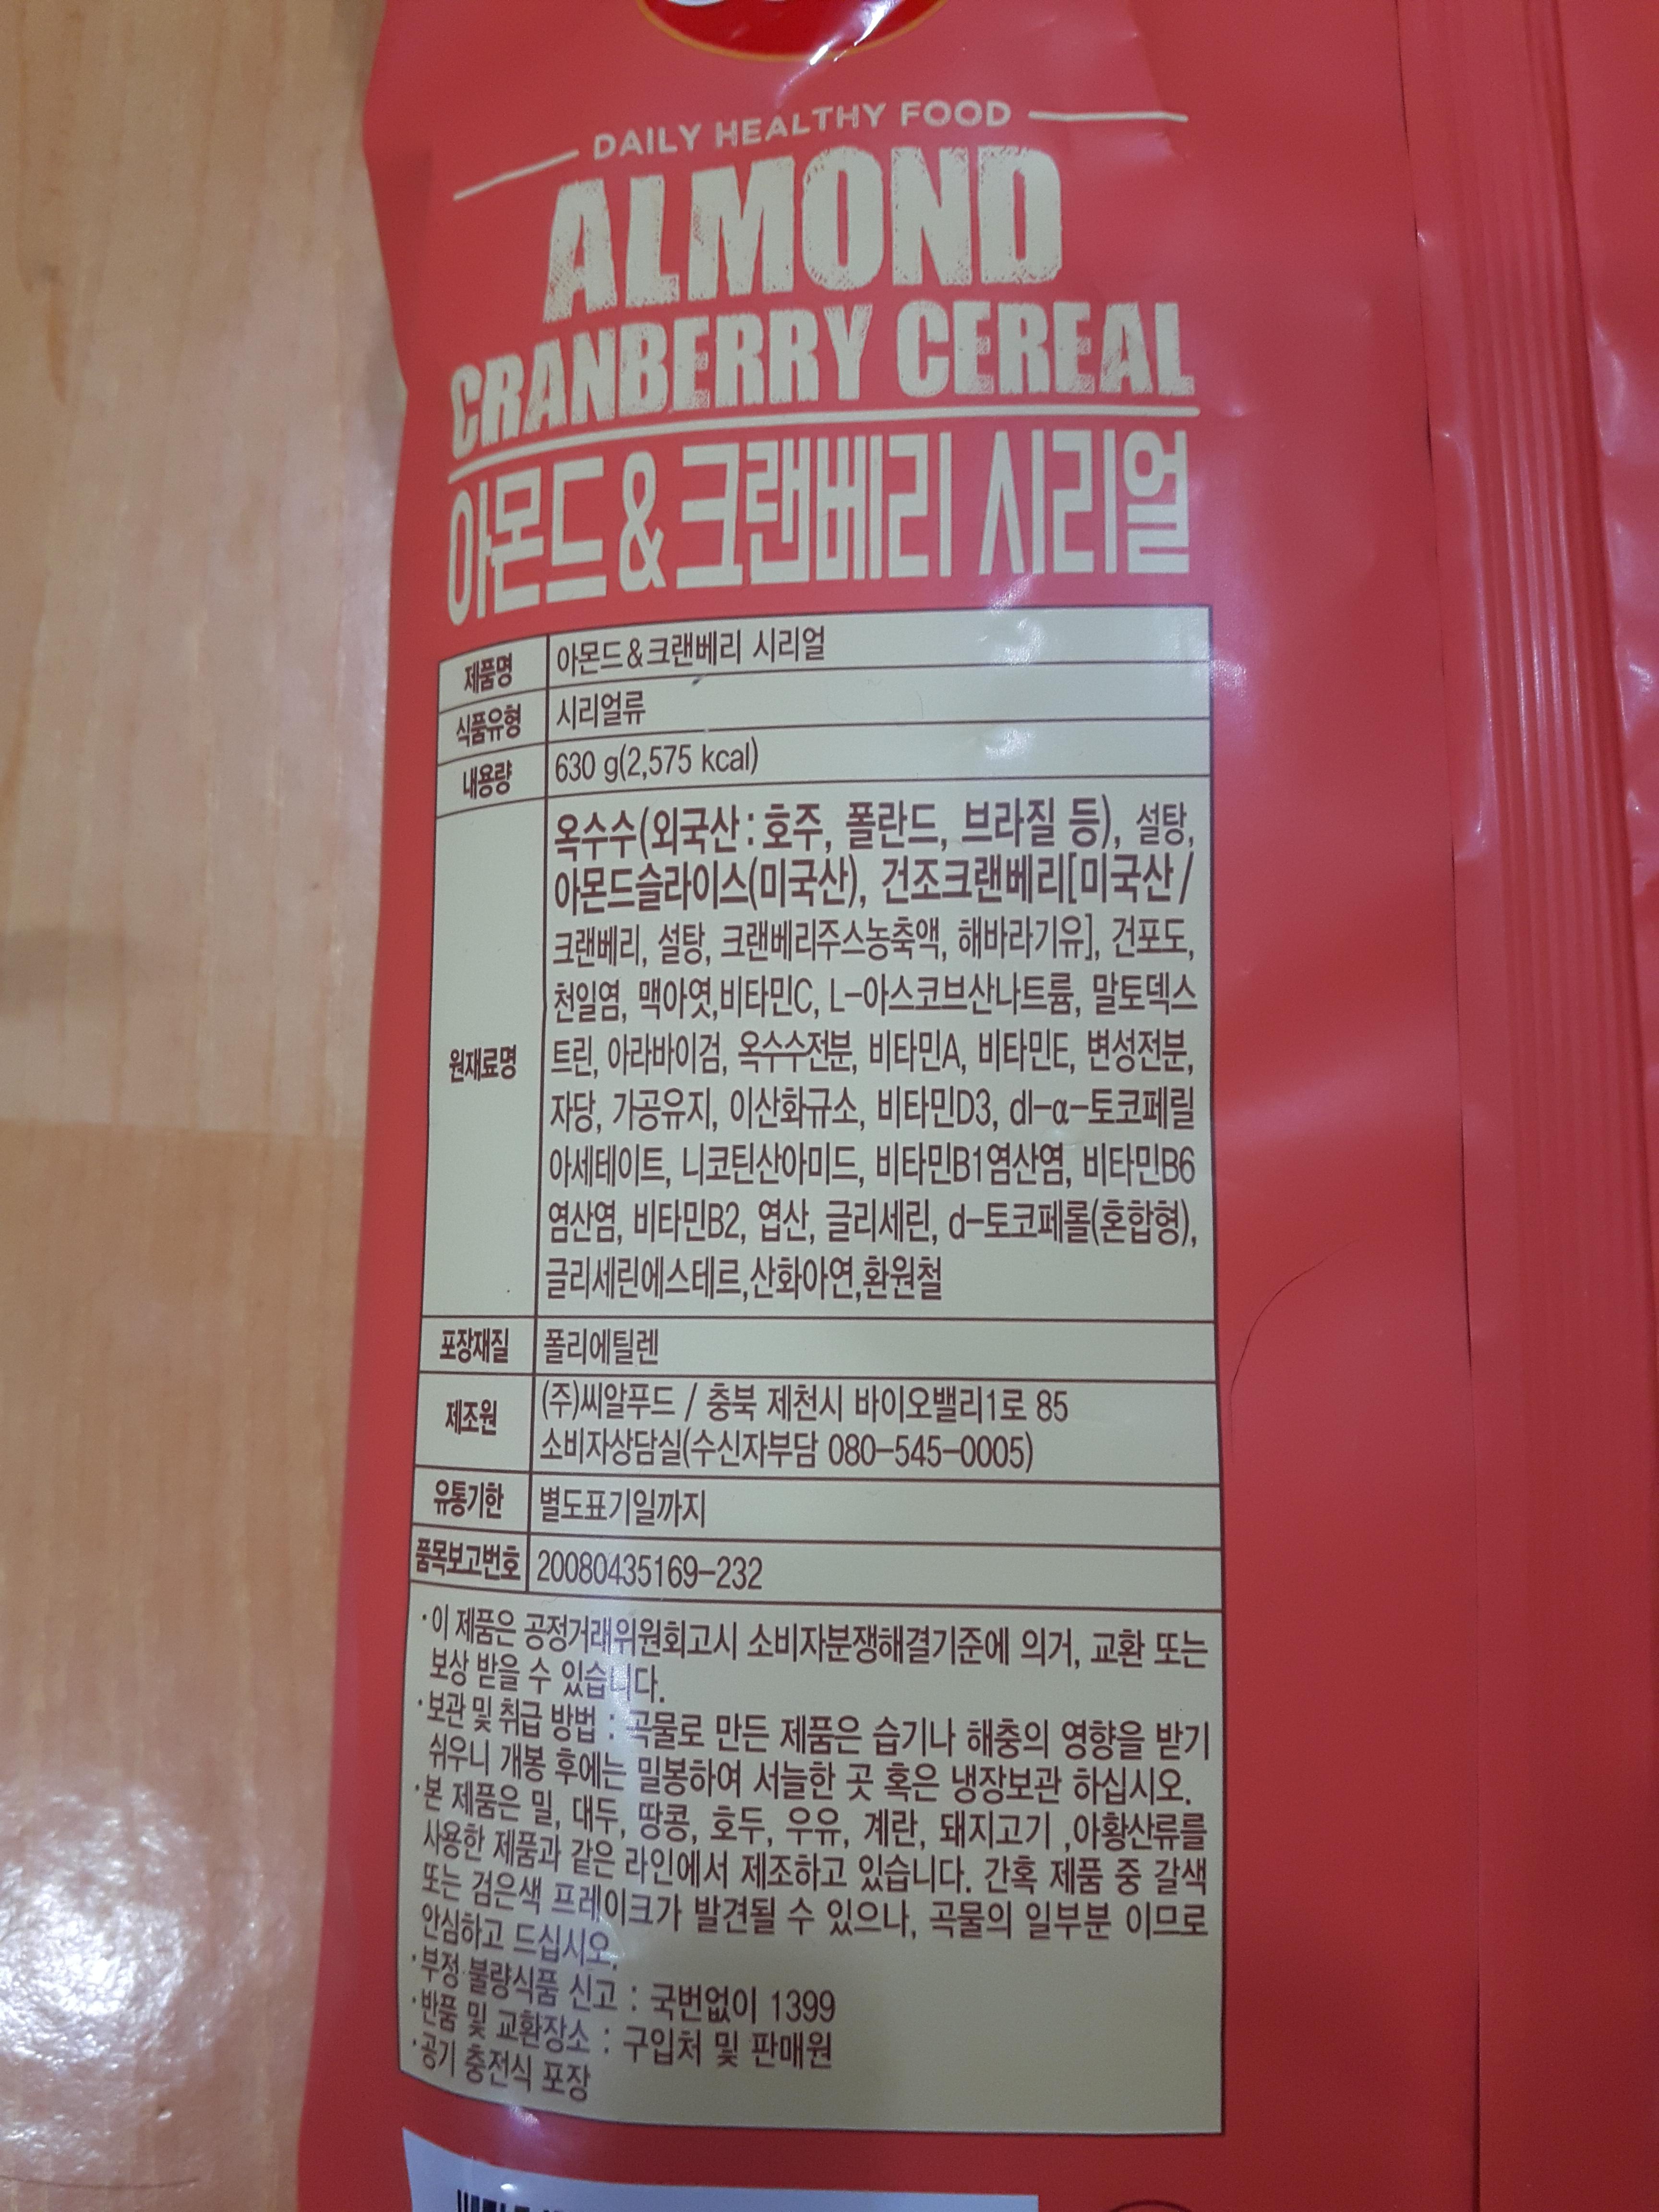 DAILY HEALTHY FOOD
ALMOND
CRANBERRY CEREAL
아몬드&크랜베리 시리얼
제품명 아몬드&크랜베리 시리얼
식품유형 시리얼류
내용량 630 g(2,575 kcal)
원재료명 옥수수(외국산 : 호주, 폴란드, 브라질 등), 설탕,
아몬드슬라이스(미국산), 건조크랜베리[미국산/
크랜베리, 설탕, 크랜베리주스농축액, 해바라기유], 건포도,
천일염, 맥아엿,비타민C, L-아스코브산나트륨, 말토덱스
트린, 아라바이검, 옥수수전분, 비타민A, 비타민E, 변성전분,
자당, 가공유지, 이산화규소, 비타민D3, dl-α-토코페릴
아세테이트, 니코틴산아미드, 비타민B1염산염, 비타민B6
염산염, 비타민B2, 엽산, 글리세린, d-토코페롤(혼합형),
글리세린에스테르,산화아연,환원철
포장재질 폴리에틸렌
제조원 (주)씨알푸드 / 충북 제천시 바이오밸리1로 85
소비자상담실(수신자부담 080-545-0005)
유통기한 별도표기일까지
품목보고번호 20080435169-232
·이 제품은 공정거래위원회고시 소비자분쟁해결기준에 의거, 교환 또는
보상 받을 수 있습니다.
·보관 및 취급 방법 : 곡물로 만든 제품은 습기나 해충의 영향을 받기
쉬우니 개봉 후에는 밀봉하여 서늘한 곳 혹은 냉장보관 하십시오.
·본 제품은 밀, 대두, 땅콩, 호두, 우유, 계란, 돼지고기 ,아황산류를
사용한 제품과 같은 라인에서 제조하고 있습니다. 간혹 제품 중 갈색
또는 검은색 프레이크가 발견될 수 있으나, 곡물의 일부분 이므로
안심하고 드십시오.
·부정·불량식품 신고 : 국번없이 1399
·반품 및 교환장소 : 구입처 및 판매원
·공기 충전식 포장